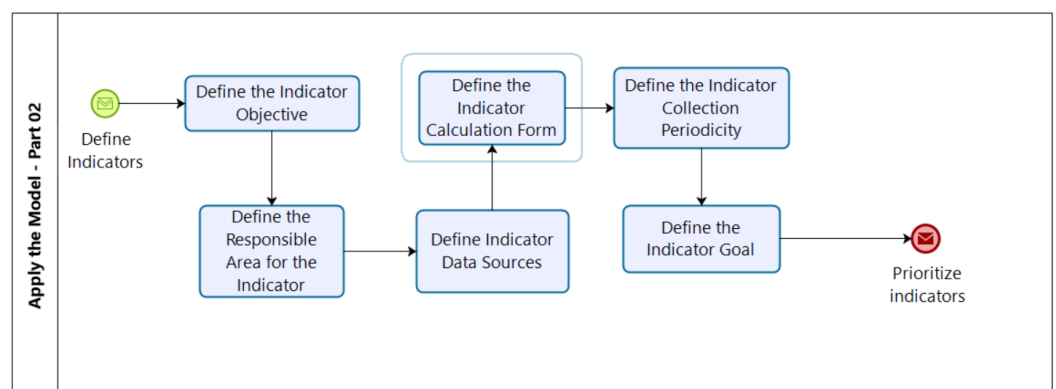 Apply the Model - Part 02
Define
Indicators
Define the Indicator
Objective
Define the
Responsible
Area for the
Indicator
Define Indicator
Data Sources
Define the
Indicator
Calculation Form
Define the Indicator
Collection
Periodicity
Define the
Indicator Goal
Prioritize
indicators